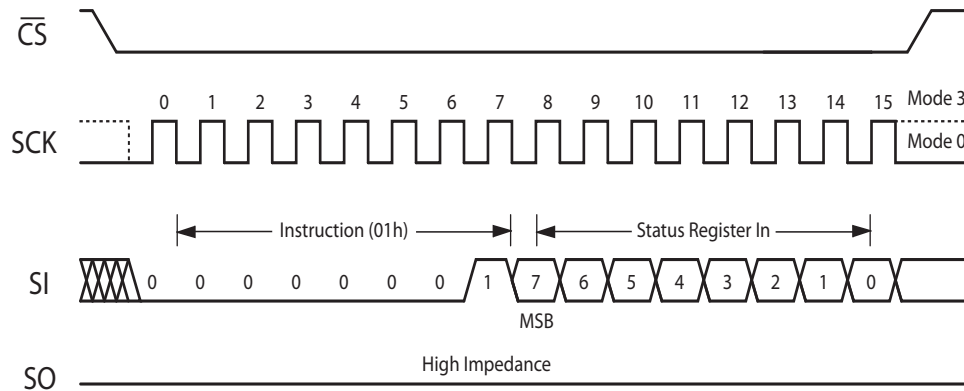 CS
0 1 2 3 4 5 6 7 8 9 10 11 12 13 14 15 Mode 3
SCK
Mode 0
Instruction (01h) Status Register In
SI 0 0 0 0 0 0 0 1 7 6 5 4 3 2 1 0
MSB
High Impedance
SO